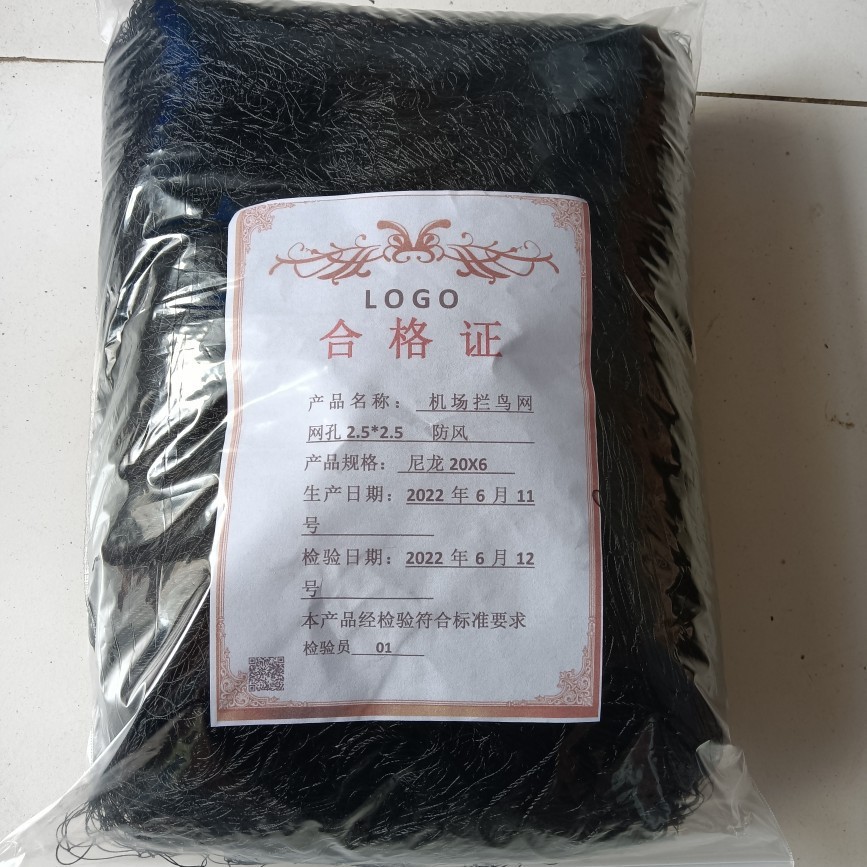 LOGO
合格证
产品名称： 机场拦鸟网
网孔 2.5*2.5 防风
产品规格： 尼龙 20X6
生产日期：2022 年 6 月 11
号
检验日期：2022 年 6 月 12
号
本产品经检验符合标准要求
检验员 01